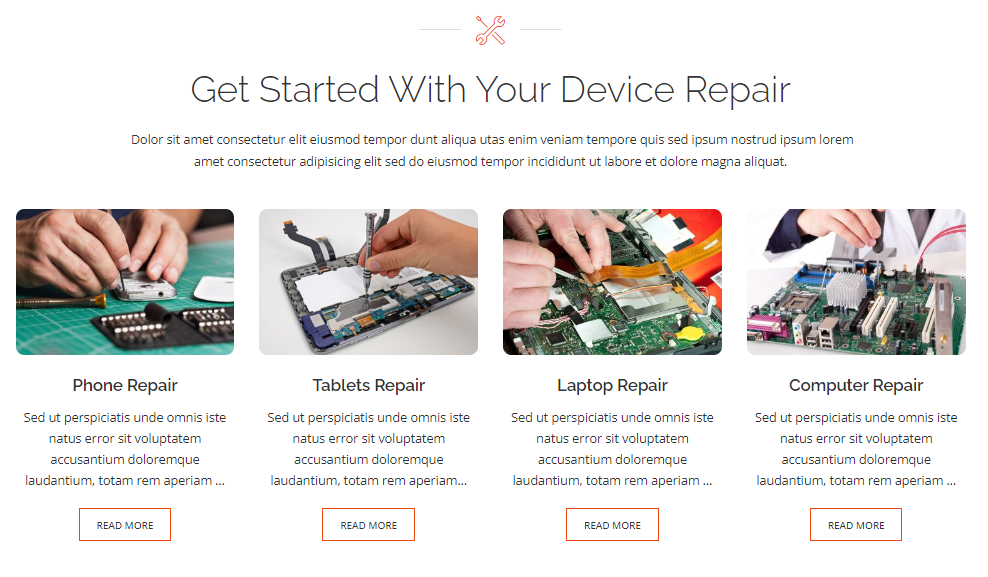 Get Started With Your Device Repair
Dolor sit amet consectetur elit eiusmod tempor dunt aliqua utas enim veniam tempore quis sed ipsum nostrud ipsum lorem
amet consectetur adipisicing elit sed do eiusmod tempor incididunt ut labore et dolore magna aliquat.
Phone Repair
Sed ut perspiciatis unde omnis iste
natus error sit voluptatem
accusantium doloremque
laudantium, totam rem aperiam ...
READ MORE
Tablets Repair
Sed ut perspiciatis unde omnis iste
natus error sit voluptatem
accusantium doloremque
laudantium, totam rem aperiam...
READ MORE
Laptop Repair
Sed ut perspiciatis unde omnis iste
natus error sit voluptatem
accusantium doloremque
laudantium, totam rem aperiam ...
READ MORE
Computer Repair
Sed ut perspiciatis unde omnis iste
natus error sit voluptatem
accusantium doloremque
laudantium, totam rem aperiam ...
READ MORE